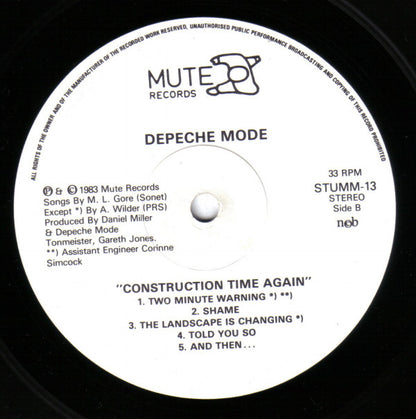 ALL RIGHTS OF THE OWNER AND OF THE MANUFACTURER OF THE RECORDED WORK RESERVED, UNAUTHORISED PUBLIC PERFORMANCE BROADCASTING AND COPYING OF THIS RECORD PROHIBITED
MUTE
RECORDS
DEPECHE MODE
℗ & © 1983 Mute Records
Songs By M. L. Gore (Sonet)
Except *) By A. Wilder (PRS)
Produced By Daniel Miller
& Depeche Mode
Tonmeister, Gareth Jones.
**) Assistant Engineer Corinne
Simcock
33 RPM
STUMM-13
STEREO
Side B
ncb
"CONSTRUCTION TIME AGAIN"
1. TWO MINUTE WARNING *) **)
2. SHAME
3. THE LANDSCAPE IS CHANGING *)
4. TOLD YOU SO
5. AND THEN...